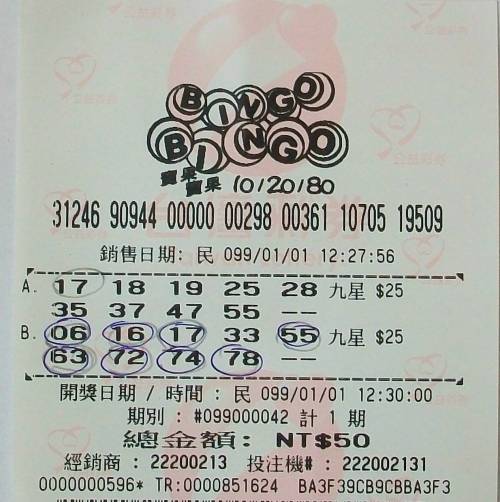 BINGO
BINGO
賓果
賓果 10/20/80
31246 90944 00000 00298 00361 10705 19509
銷售日期: 民 099/01/01 12:27:56
A. 17 18 19 25 28 九星 $25
35 37 47 55 --
B. 06 16 17 33 55 九星 $25
63 72 74 78 --
開獎日期 / 時間 : 民 099/01/01 12:30:00
期別 : #099000042 計 1 期
總金額: NT$50
經銷商 : 22200213 投注機# : 222002131
0000000596* TR:0000851624 BA3F39CB9CBBA3F3